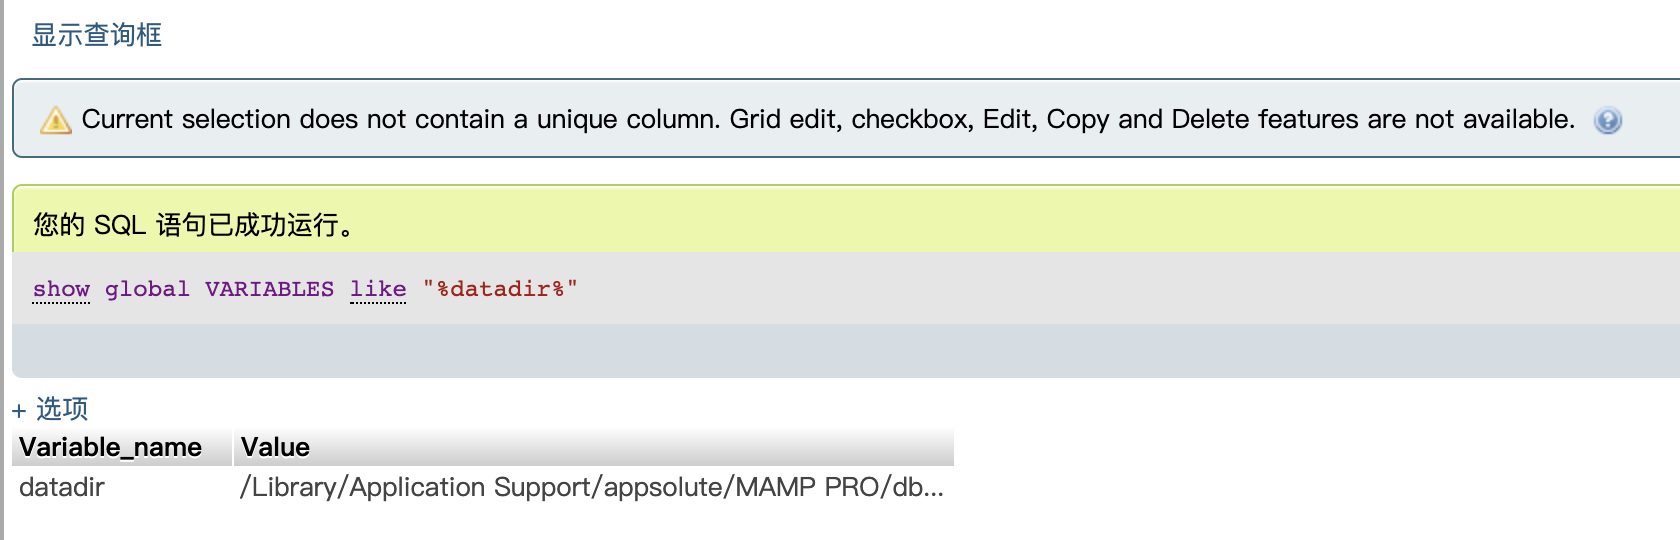 显示查询框
Current selection does not contain a unique column. Grid edit, checkbox, Edit, Copy and Delete features are not available.
您的 SQL 语句已成功运行。
show global VARIABLES like "%datadir%"
+ 选项
Variable_name Value
datadir /Library/Application Support/appsolute/MAMP PRO/db...